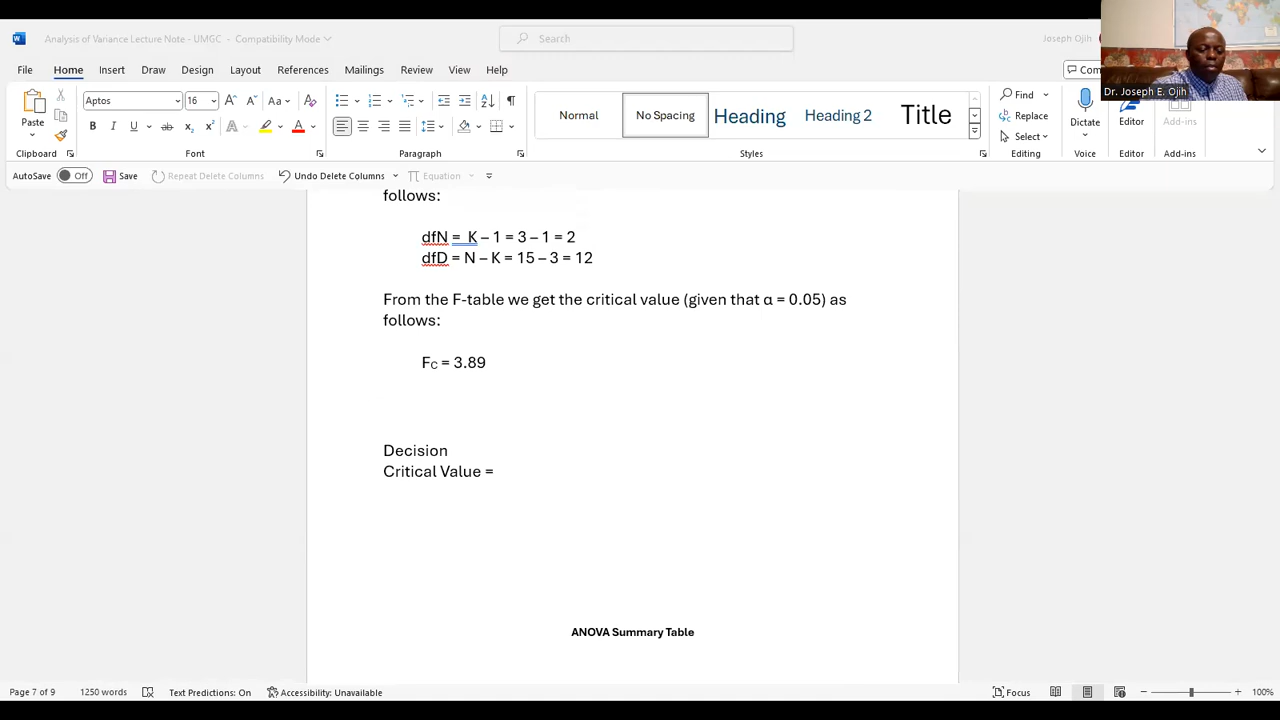 Analysis of Variance Lecture Note - UMGC - Compatibility Mode
Search
Joseph Ojih
File Home Insert Draw Design Layout References Mailings Review View Help
Com
Dr. Joseph E. Ojih
Paste
Aptos 16
Aa
B I U ab x₂ x² A A
Normal
No Spacing
Heading
Heading 2
Title
Find
Replace
Select
Dictate
Editor
Add-ins
Clipboard Font Paragraph Styles Editing Voice Editor Add-ins
AutoSave Off Save Repeat Delete Columns Undo Delete Columns Equation
follows:
dfN = K – 1 = 3 – 1 = 2
dfD = N – K = 15 – 3 = 12
From the F-table we get the critical value (given that α = 0.05) as
follows:
FC = 3.89
Decision
Critical Value =
ANOVA Summary Table
Page 7 of 9 1250 words Text Predictions: On Accessibility: Unavailable Focus 100%